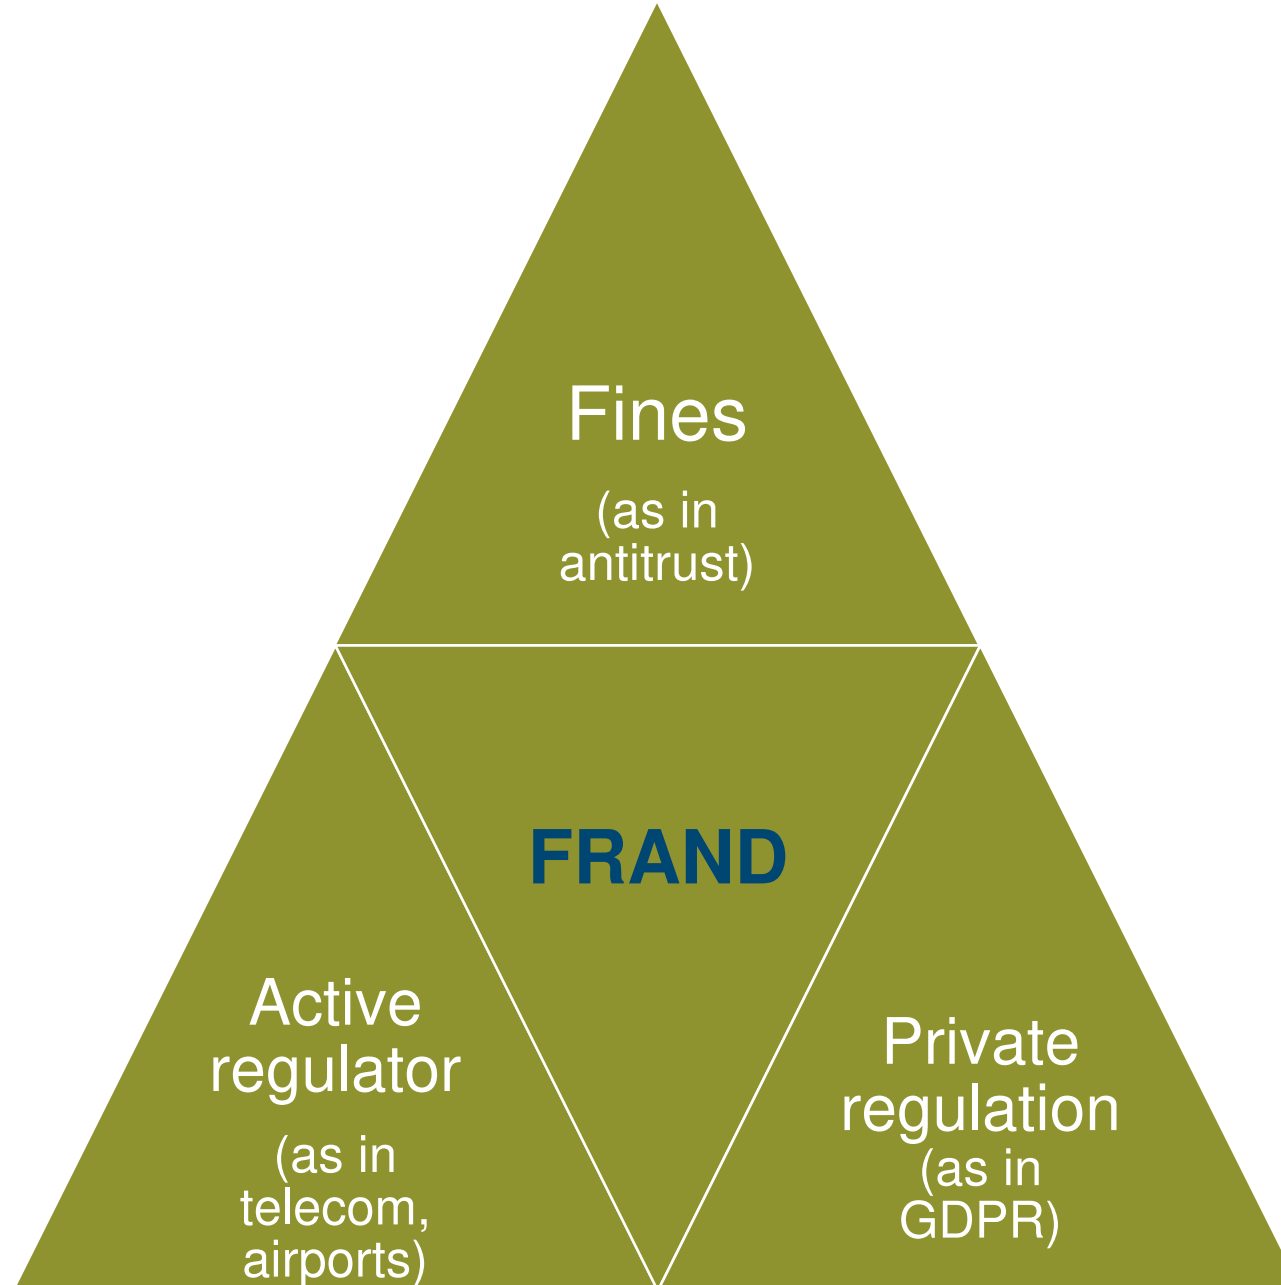 Fines
(as in
antitrust)
FRAND
Active
regulator
(as in
telecom,
airports)
Private
regulation
(as in
GDPR)